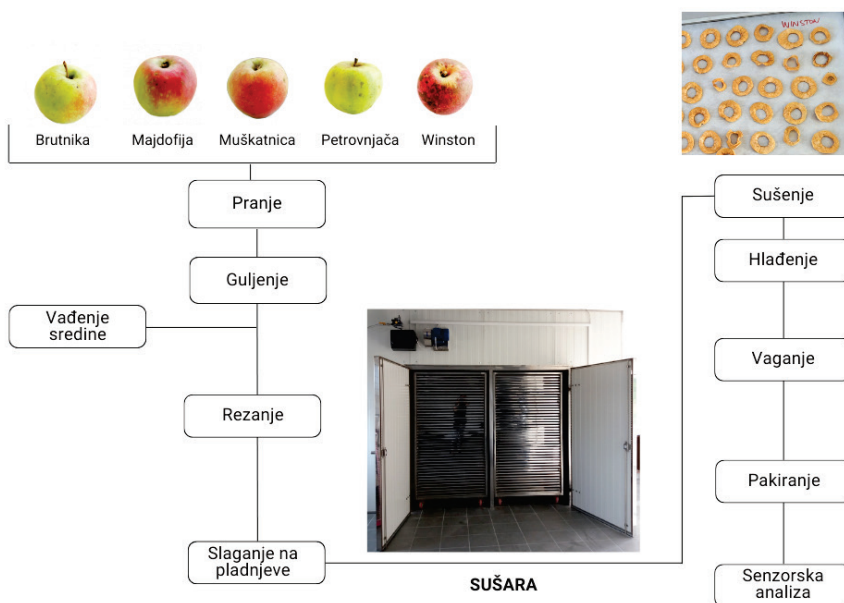 WINSTON
Brutnika
Majdofija
Muškatnica
Petrovnjača
Winston
Pranje
Guljenje
Vađenje
sredine
Rezanje
Slaganje na
pladnjeve
SUŠARA
Sušenje
Hlađenje
Vaganje
Pakiranje
Senzorska
analiza